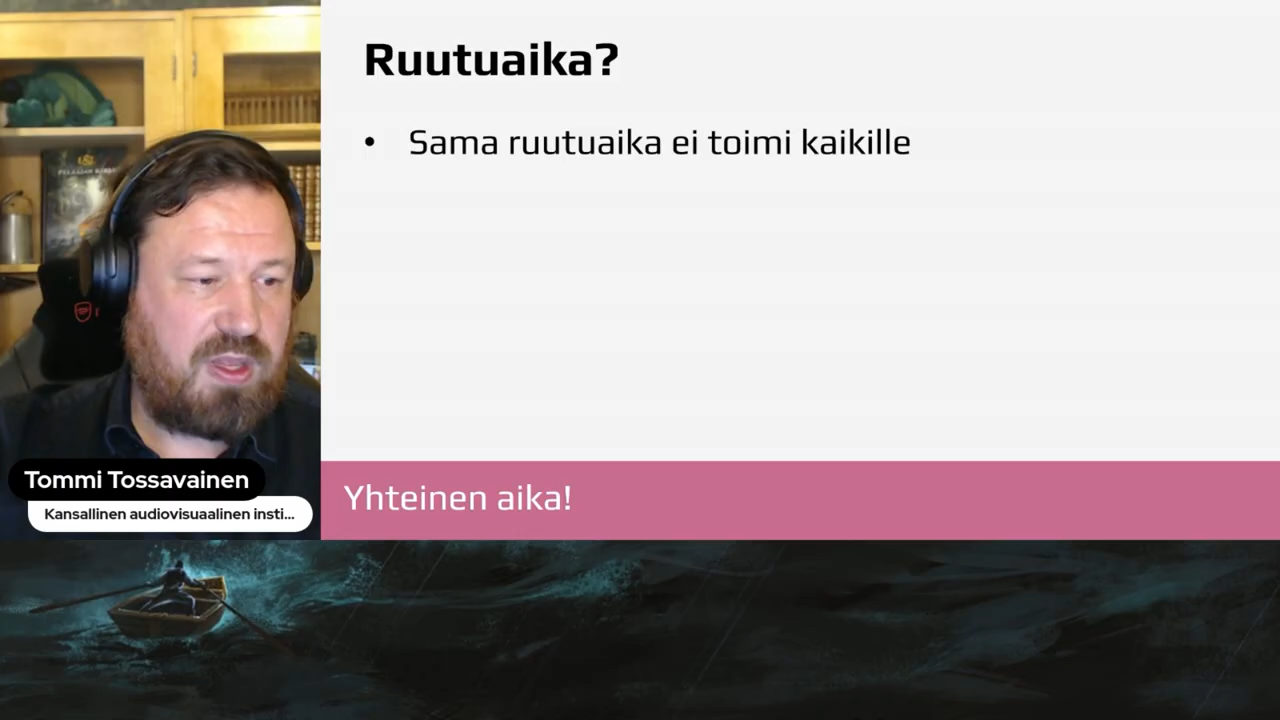 Ruutuaika?
• Sama ruutuaika ei toimi kaikille
Yhteinen aika!
Tommi Tossavainen
Kansallinen audiovisuaalinen insti...